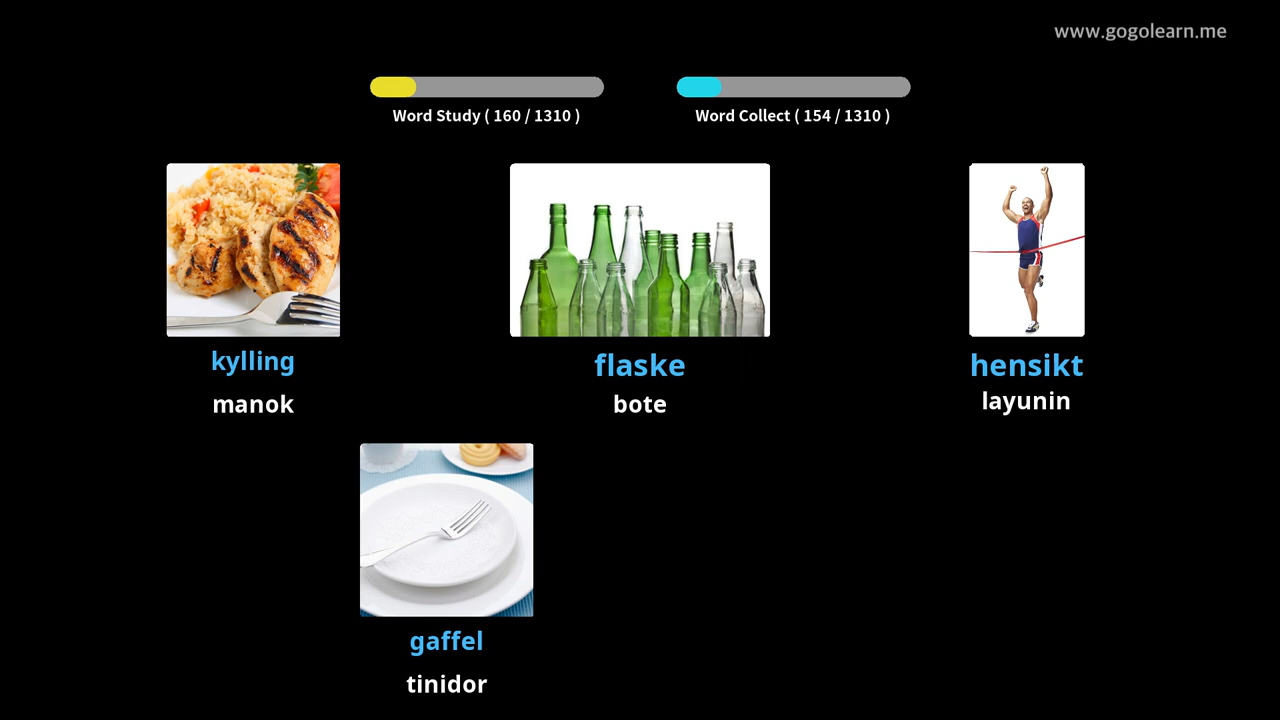 www.gogolearn.me
Word Study ( 160 / 1310 )
Word Collect ( 154 / 1310 )
kylling
manok
flaske
bote
hensikt
layunin
gaffel
tinidor